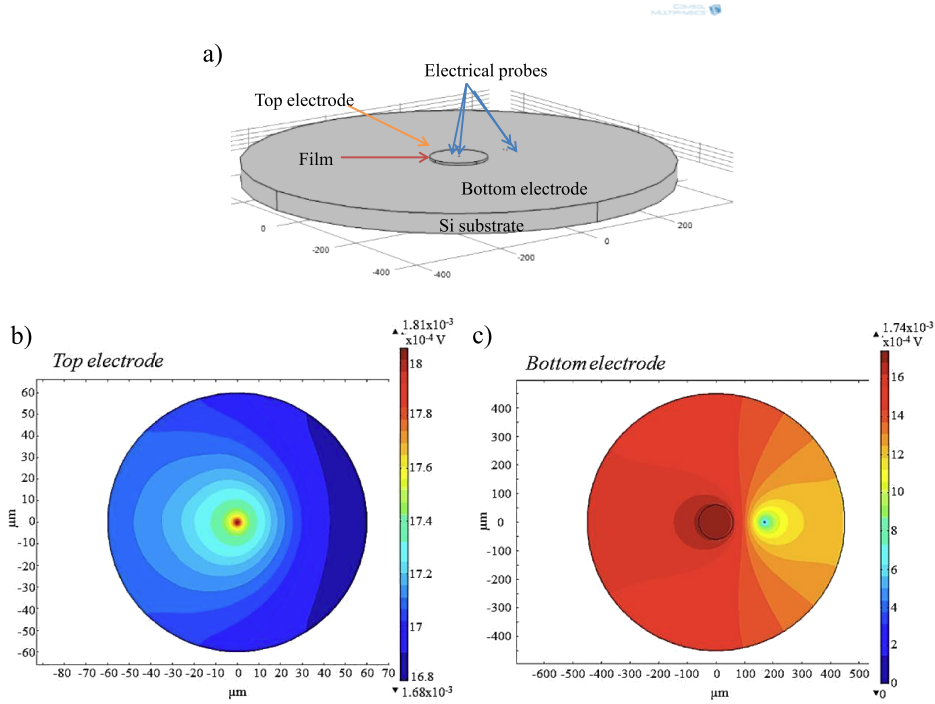 COMSOL
MULTIPHYSICS
a)
Electrical probes
Top electrode
Film
Bottom electrode
Si substrate
0
-200
-400
-400
-200
0
200
b)
Top electrode
▲ 1.81x10⁻³
x10⁻⁴ V
60
50
40
30
20
10
0
-10
-20
-30
-40
-50
-60
μm
-80 -70 -60 -50 -40 -30 -20 -10 0 10 20 30 40 50 60 70
μm
18
17.8
17.6
17.4
17.2
17
16.8
▼ 1.68x10⁻³
c)
Bottom electrode
▲ 1.74x10⁻³
x10⁻⁴ V
400
300
200
100
0
-100
-200
-300
-400
μm
-600 -500 -400 -300 -200 -100 0 100 200 300 400 500
μm
16
14
12
10
8
6
4
2
0
▼ 0